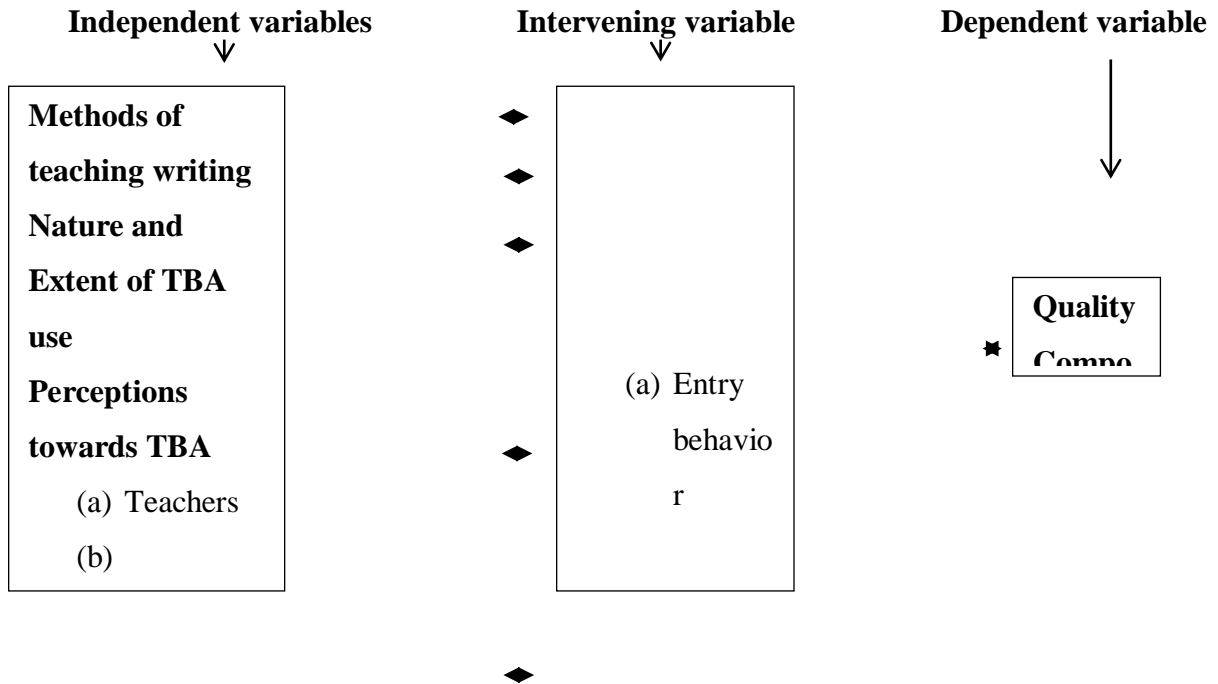 Independent variables
Intervening variable
Dependent variable
Methods of
teaching writing
Nature and
Extent of TBA
use
Perceptions
towards TBA
(a) Teachers
(b)
(a) Entry
behavio
r
Quality
Compo